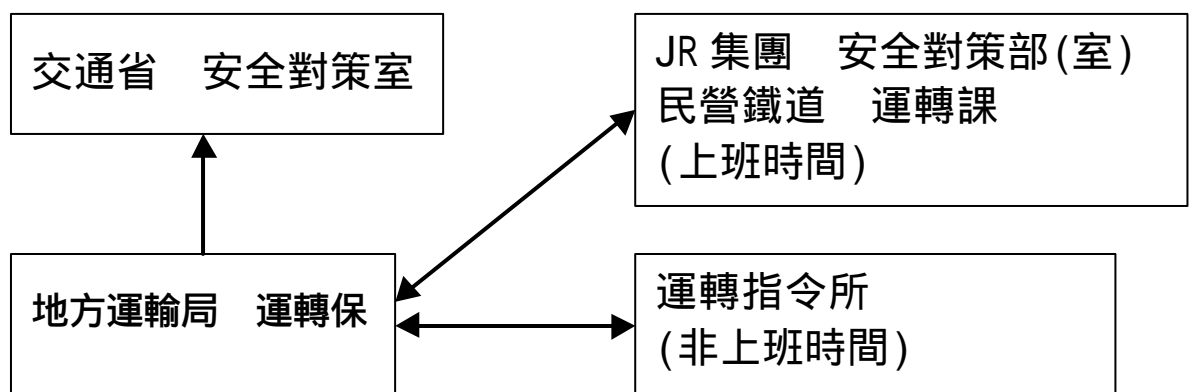 交通省　安全對策室
JR 集團　安全對策部(室)
民營鐵道　運轉課
(上班時間)
地方運輸局　運轉保
運轉指令所
(非上班時間)